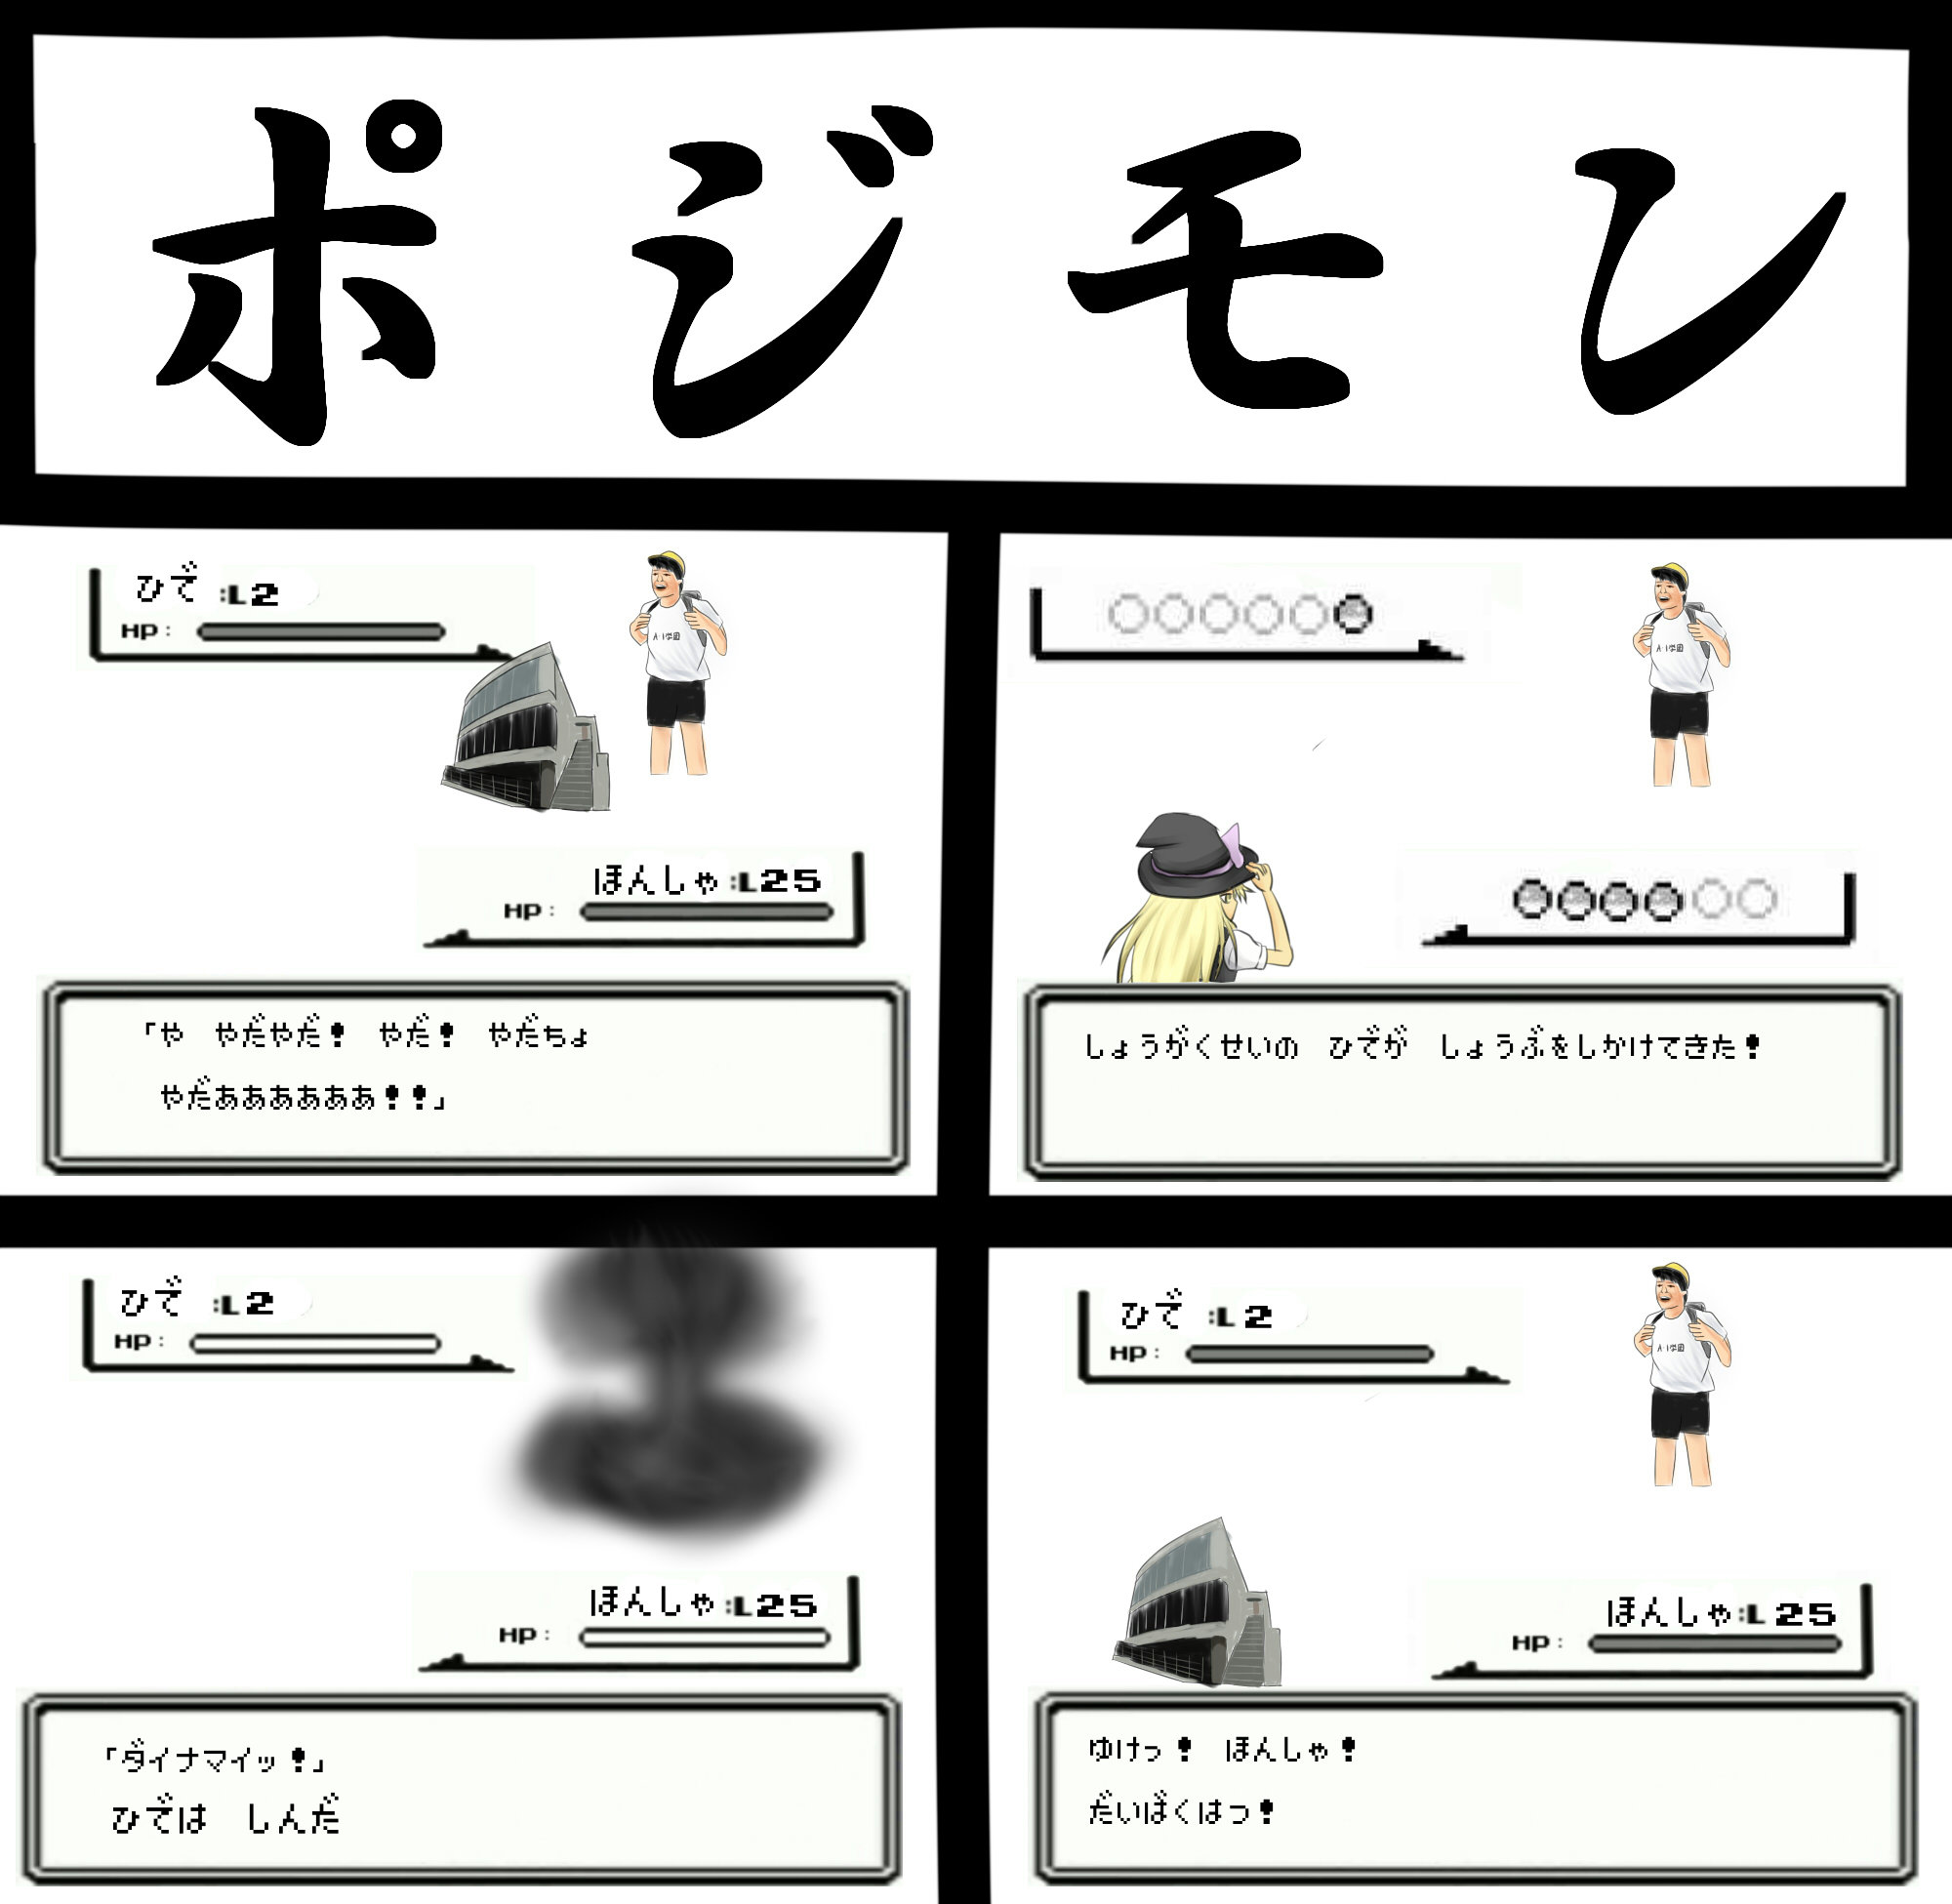 ポジモン
しょうがくせいの ひでが しょうぶをしかけてきた！
ひで :L2
HP:
ほんしゃ:L25
HP:
ゆけっ！ ほんしゃ！
だいばくはっ！
ひで :L2
HP:
ほんしゃ:L25
HP:
「や やだやだ！ やだ！ やだちょ
やだああああああ！！」
ひで :L2
HP:
ほんしゃ:L25
HP:
「ダイナマイッ！」
ひでは しんだ